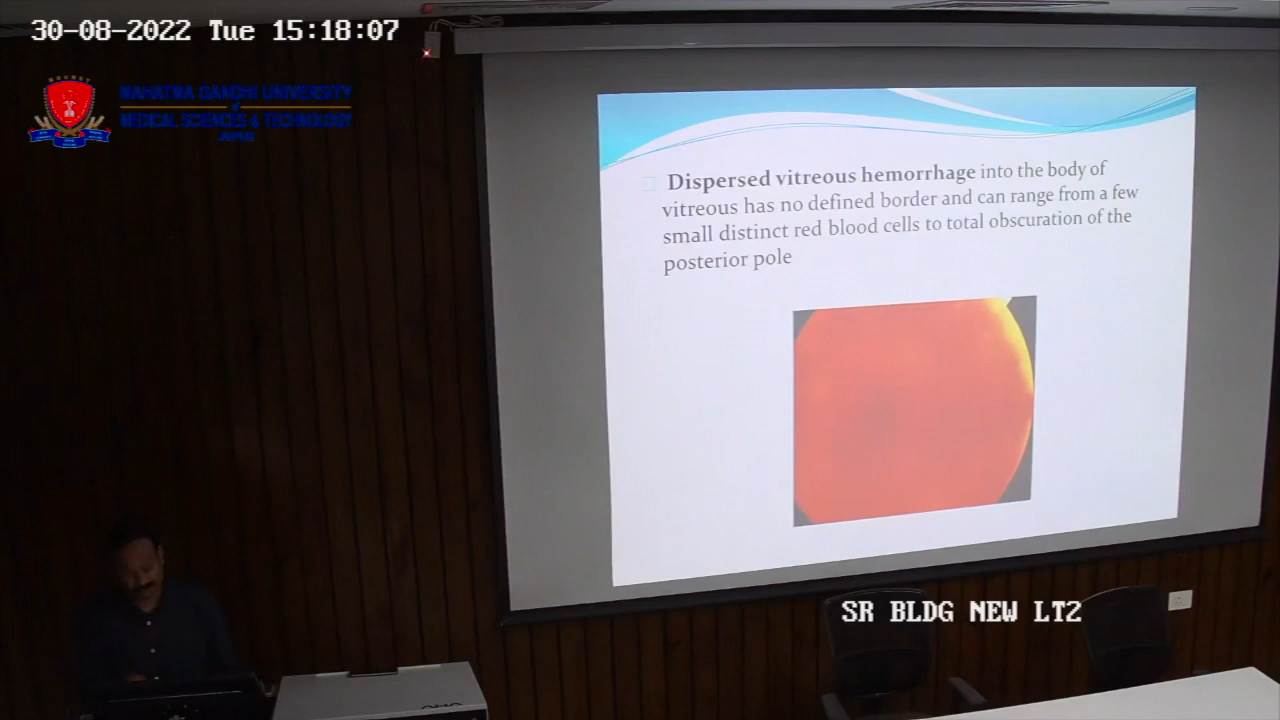 30-08-2022 Tue 15:18:07
MAHATMA GANDHI UNIVERSITY
of
MEDICAL SCIENCES & TECHNOLOGY
JAIPUR
Dispersed vitreous hemorrhage into the body of
vitreous has no defined border and can range from a few
small distinct red blood cells to total obscuration of the
posterior pole
SR BLDG NEW LT2